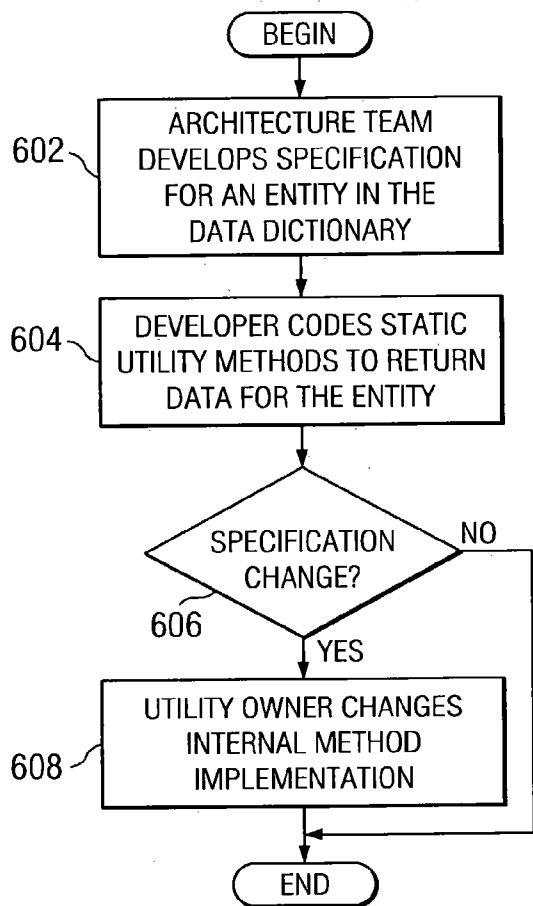 BEGIN
602
ARCHITECTURE TEAM
DEVELOPS SPECIFICATION
FOR AN ENTITY IN THE
DATA DICTIONARY
604
DEVELOPER CODES STATIC
UTILITY METHODS TO RETURN
DATA FOR THE ENTITY
SPECIFICATION
CHANGE?
NO
606
YES
608
UTILITY OWNER CHANGES
INTERNAL METHOD
IMPLEMENTATION
END